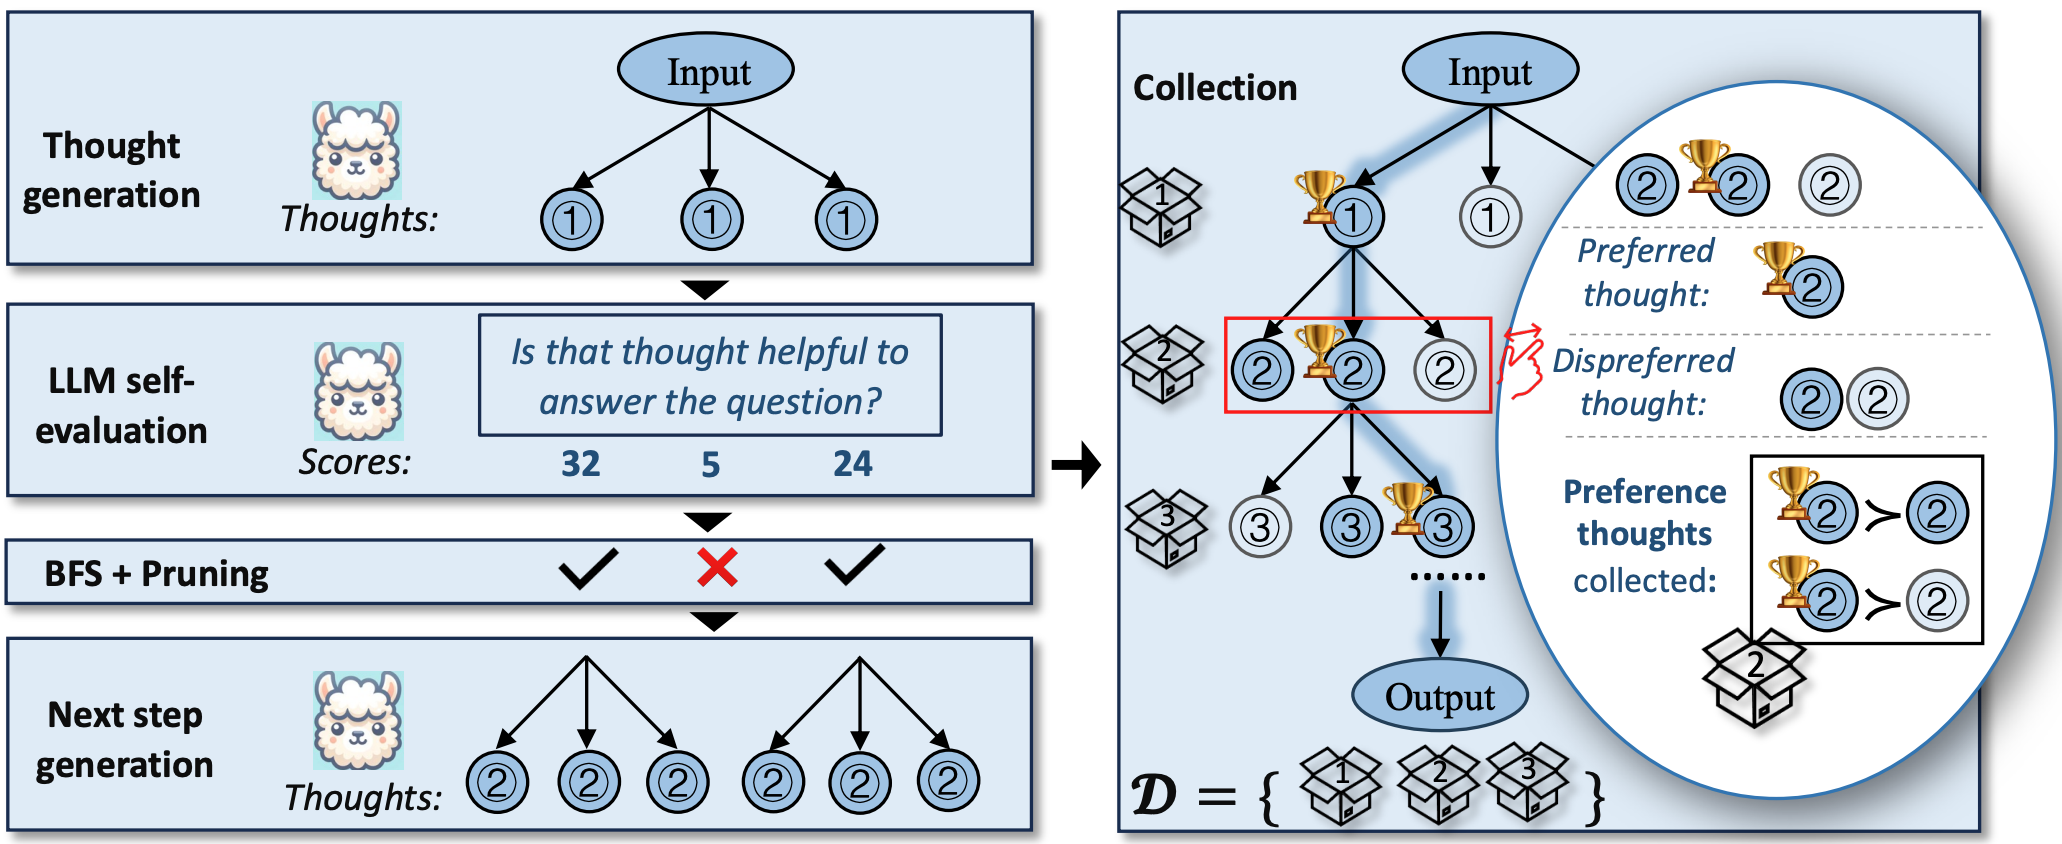 Input
Thought
generation
Thoughts:
① ① ①
LLM self-
evaluation
Is that thought helpful to
answer the question?
Scores:
32 5 24
BFS + Pruning
Next step
generation
Thoughts:
② ② ② ② ② ②
Collection
Input
1
① ①
2
② ② ②
3
③ ③ ③
......
Output
𝓓 = { 1 2 3 }
② ② ②
Preferred
thought:
②
Dispreferred
thought:
② ②
Preference
thoughts
collected:
② ≻ ②
② ≻ ②
2